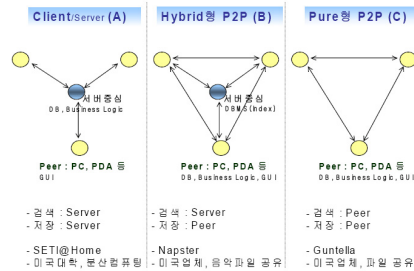 Client/Server (A)
서버중심
DB, Business Logic
Peer : PC, PDA 등
GUI
- 검색 : Server
- 저장 : Server
- SETI@Home
- 미국대학, 분산컴퓨팅
Hybrid형 P2P (B)
서버중심
DBMS(Index)
Peer : PC, PDA 등
DB, Business Logic, GUI
- 검색 : Server
- 저장 : Peer
- Napster
- 미국업체, 음악파일 공유
Pure형 P2P (C)
Peer : PC, PDA 등
DB, Business Logic, GUI
- 검색 : Peer
- 저장 : Peer
- Guntella
- 미국업체, 파일 공유